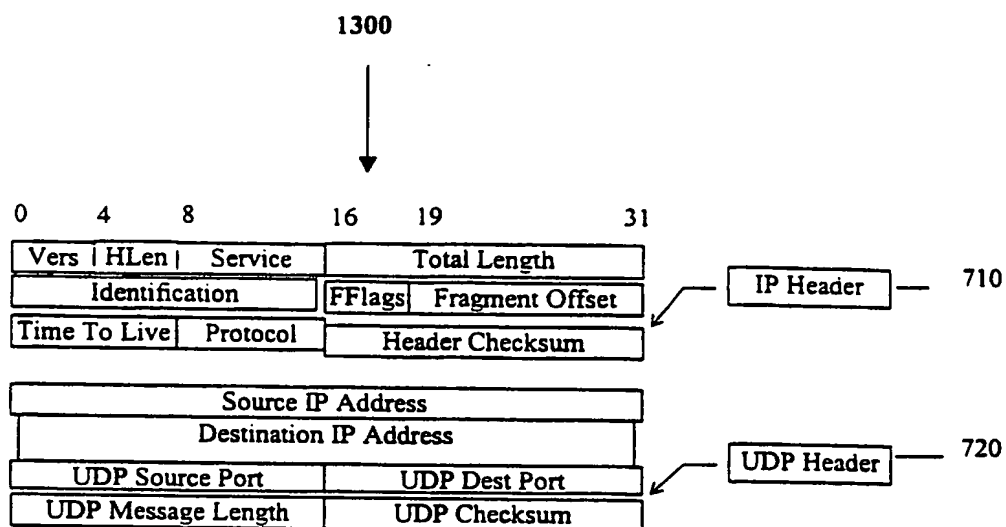 1300
0 4 8 16 19 31
Vers HLen Service Total Length
Identification FFlags Fragment Offset
IP Header 710
Time To Live Protocol Header Checksum
Source IP Address
Destination IP Address
UDP Header 720
UDP Source Port UDP Dest Port
UDP Message Length UDP Checksum